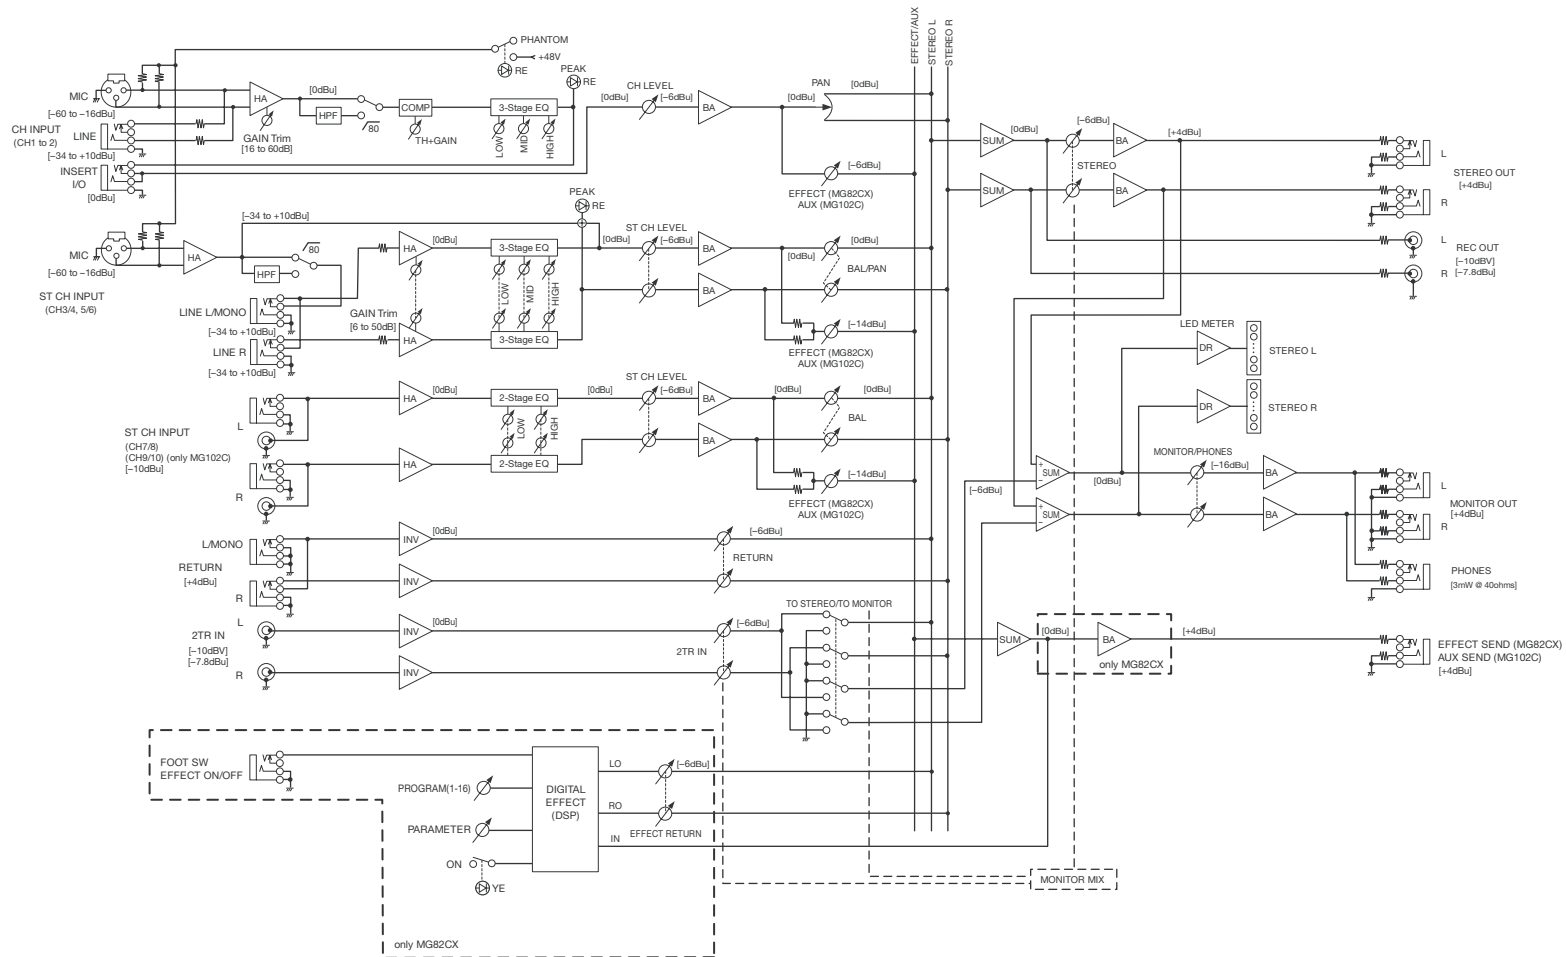 PHANTOM
+48V
RE
PEAK
RE
MIC
[−60 to −16dBu]
CH INPUT
(CH1 to 2)
LINE
[−34 to +10dBu]
INSERT
I/O
[0dBu]
HA
[0dBu]
GAIN Trim
[16 to 60dB]
HPF
80
COMP
TH+GAIN
3-Stage EQ
LOW
MID
HIGH
CH LEVEL
[0dBu]
[−6dBu]
BA
PAN
[0dBu]
[0dBu]
[−6dBu]
EFFECT (MG82CX)
AUX (MG102C)
EFFECT/AUX
STEREO L
STEREO R
PEAK
RE
MIC
[−60 to −16dBu]
ST CH INPUT
(CH3/4, 5/6)
HA
[−34 to +10dBu]
HPF
80
LINE L/MONO
[−34 to +10dBu]
LINE R
[−34 to +10dBu]
HA
[0dBu]
GAIN Trim
[6 to 50dB]
HA
3-Stage EQ
LOW
MID
HIGH
3-Stage EQ
[0dBu]
ST CH LEVEL
[−6dBu]
BA
BA
[0dBu]
[0dBu]
BAL/PAN
[−14dBu]
EFFECT (MG82CX)
AUX (MG102C)
ST CH INPUT
(CH7/8)
(CH9/10) (only MG102C)
[−10dBu]
L
R
HA
[0dBu]
HA
2-Stage EQ
LOW
HIGH
2-Stage EQ
[0dBu]
ST CH LEVEL
[−6dBu]
BA
BA
[0dBu]
[0dBu]
BAL
[−14dBu]
EFFECT (MG82CX)
AUX (MG102C)
L/MONO
RETURN
[+4dBu]
R
INV
[0dBu]
INV
[−6dBu]
RETURN
L
2TR IN
[−10dBV]
[−7.8dBu]
R
INV
[0dBu]
INV
[−6dBu]
2TR IN
TO STEREO/TO MONITOR
SUM
[0dBu]
[−6dBu]
BA
[+4dBu]
STEREO
SUM
BA
L
STEREO OUT
[+4dBu]
R
L
REC OUT
[−10dBV]
[−7.8dBu]
R
LED METER
DR
STEREO L
DR
STEREO R
+
SUM
−
[0dBu]
[−6dBu]
+
SUM
−
MONITOR/PHONES
[−16dBu]
BA
BA
L
MONITOR OUT
[+4dBu]
R
PHONES
[3mW @ 40ohms]
SUM
[0dBu]
BA
[+4dBu]
only MG82CX
EFFECT SEND (MG82CX)
AUX SEND (MG102C)
[+4dBu]
FOOT SW
EFFECT ON/OFF
PROGRAM(1-16)
PARAMETER
ON
YE
DIGITAL
EFFECT
(DSP)
LO
RO
IN
[−6dBu]
EFFECT RETURN
only MG82CX
MONITOR MIX